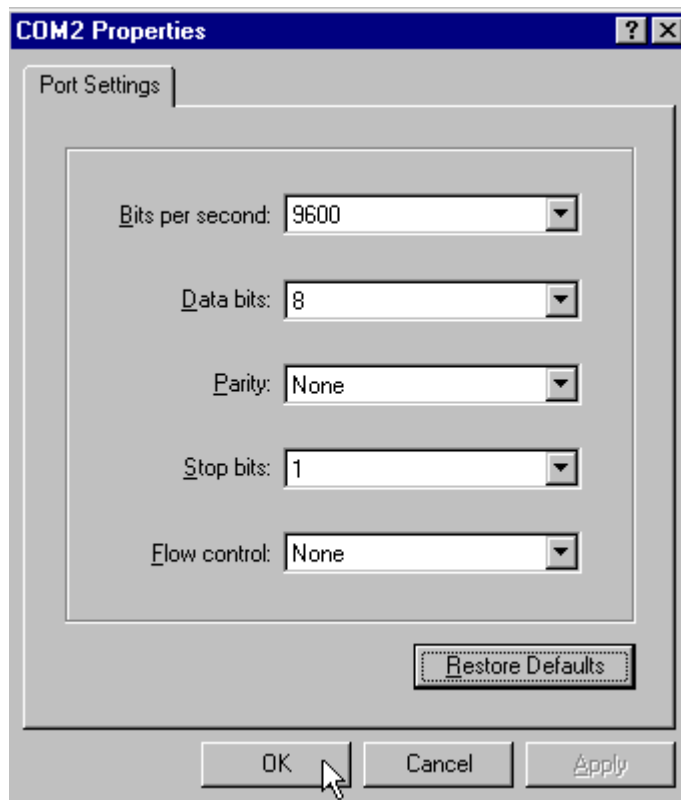 COM2 Properties
Port Settings
Bits per second: 9600
Data bits: 8
Parity: None
Stop bits: 1
Flow control: None
Restore Defaults
OK Cancel Apply